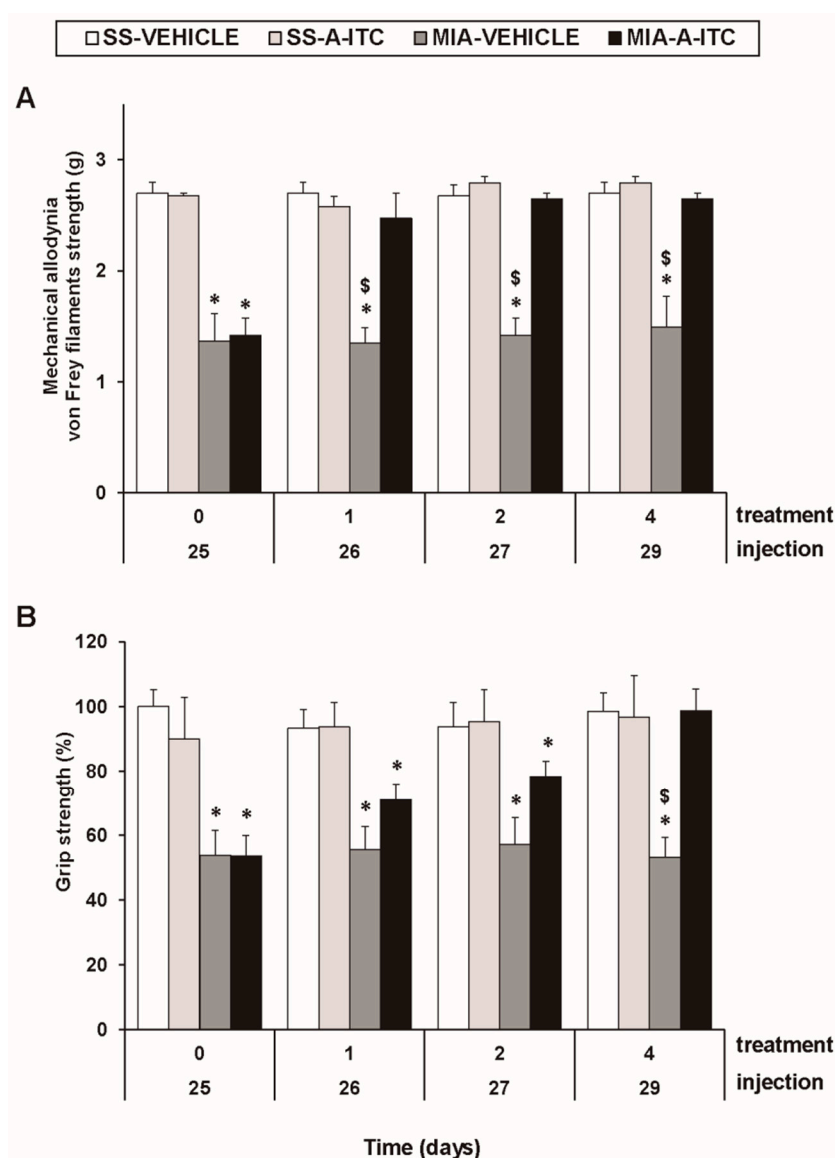 SS-VEHICLE SS-A-ITC MIA-VEHICLE MIA-A-ITC
A
Mechanical allodynia
von Frey filaments strength (g)
3
2
1
0
* *
$
*
$
*
$
*
0 1 2 4 treatment
25 26 27 29 injection
B
Grip strength (%)
120
100
80
60
40
20
0
* *
* *
* *
$
*
0 1 2 4 treatment
25 26 27 29 injection
Time (days)